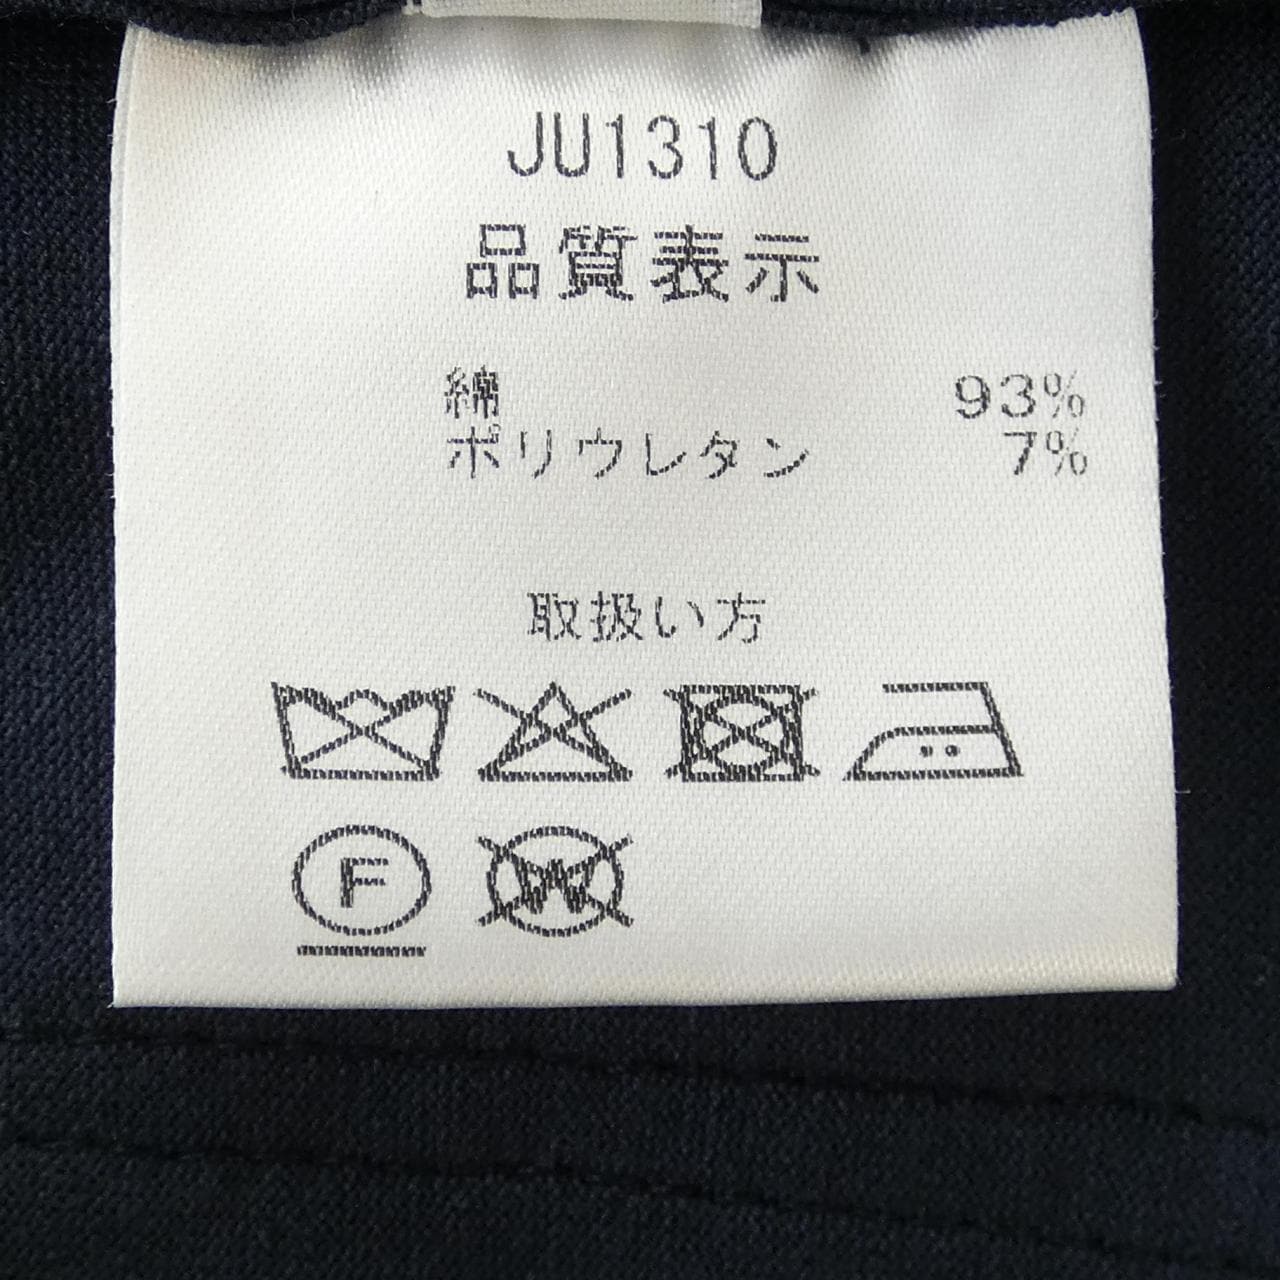 JU1310
品質表示
綿 93%
ポリウレタン 7%
取扱い方
F W